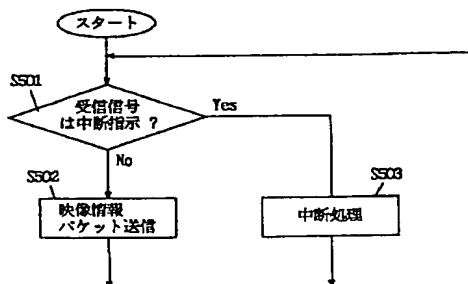 スタート
S501
受信信号
は中断指示 ?
Yes
No
S502
映像情報
パケット送信
S503
中断処理